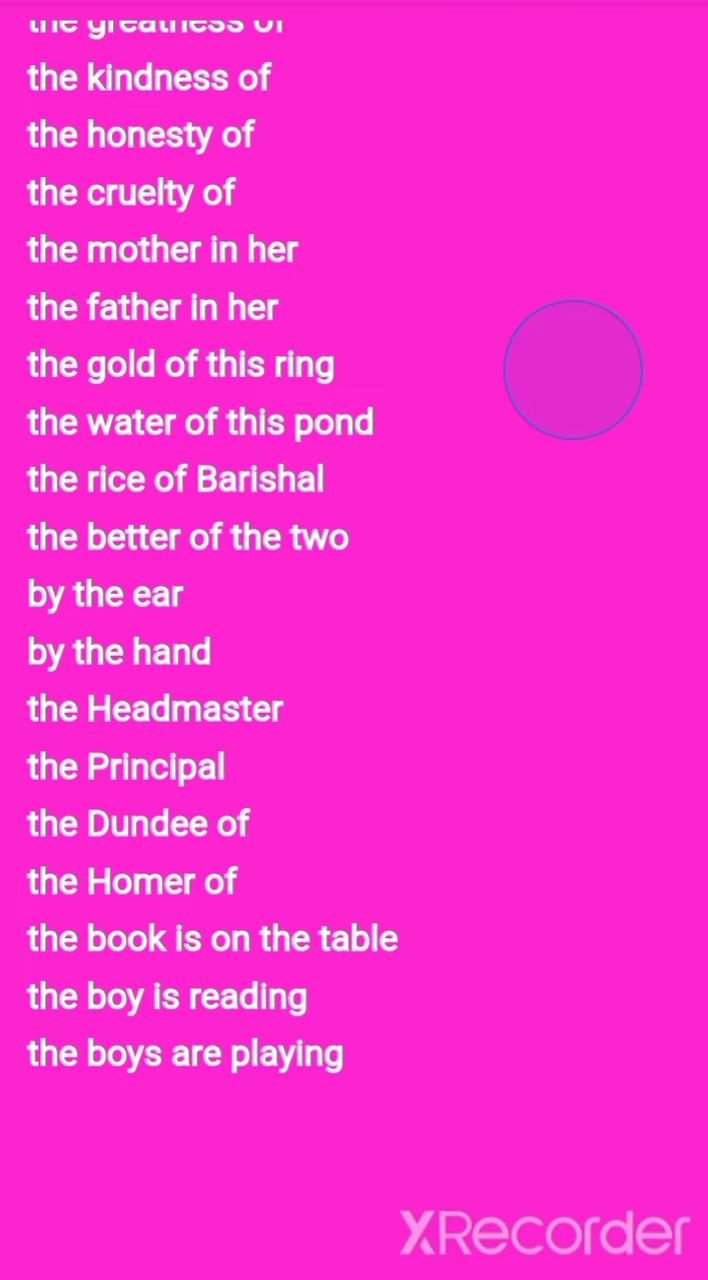 the greatness of
the kindness of
the honesty of
the cruelty of
the mother in her
the father in her
the gold of this ring
the water of this pond
the rice of Barishal
the better of the two
by the ear
by the hand
the Headmaster
the Principal
the Dundee of
the Homer of
the book is on the table
the boy is reading
the boys are playing
XRecorder